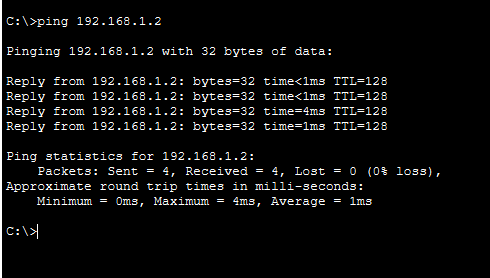 C:\>ping 192.168.1.2
Pinging 192.168.1.2 with 32 bytes of data:
Reply from 192.168.1.2: bytes=32 time<1ms TTL=128
Reply from 192.168.1.2: bytes=32 time<1ms TTL=128
Reply from 192.168.1.2: bytes=32 time=4ms TTL=128
Reply from 192.168.1.2: bytes=32 time=1ms TTL=128
Ping statistics for 192.168.1.2:
    Packets: Sent = 4, Received = 4, Lost = 0 (0% loss),
Approximate round trip times in milli-seconds:
    Minimum = 0ms, Maximum = 4ms, Average = 1ms
C:\>